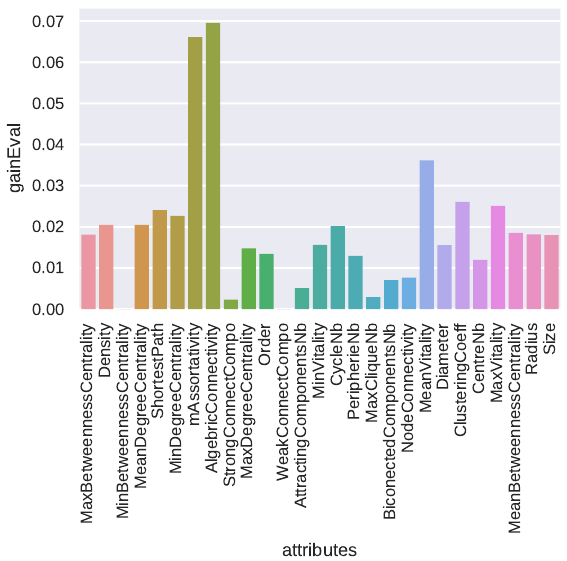 0.07
0.06
0.05
0.04
0.03
0.02
0.01
0.00
gainEval
MaxBetweennessCentrality
Density
MinBetweennessCentrality
MeanDegreeCentrality
ShortestPath
MinDegreeCentrality
mAssortativity
AlgebricConnectivity
StrongConnectCompo
MaxDegreeCentrality
Order
WeakConnectCompo
AttractingComponentsNb
MinVitality
CycleNb
PeripherieNb
MaxCliqueNb
BiconectedComponentsNb
NodeConnectivity
MeanVitality
Diameter
ClusteringCoeff
CentreNb
MaxVitality
MeanBetweennessCentrality
Radius
Size
attributes